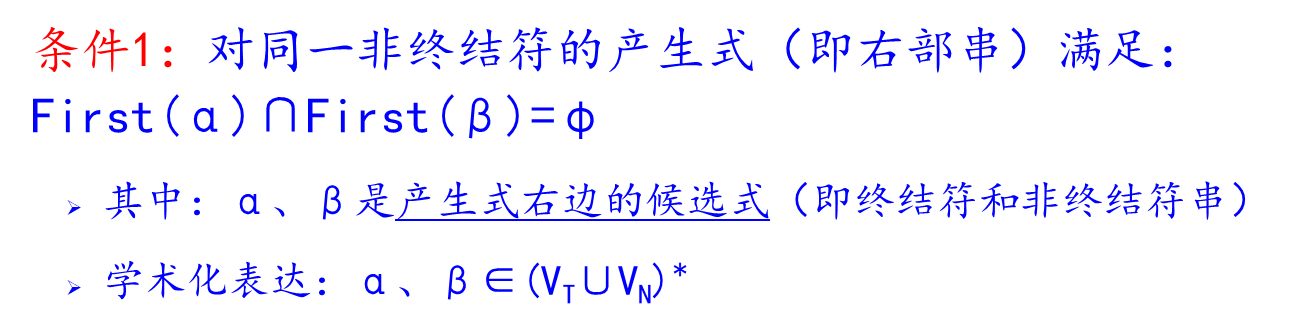 条件1：对同一非终结符的产生式（即右部串）满足：
First(α)∩First(β)=φ
➢ 其中：α、β是产生式右边的候选式（即终结符和非终结符串）
➢ 学术化表达：α、β∈(V_T∪V_N)*